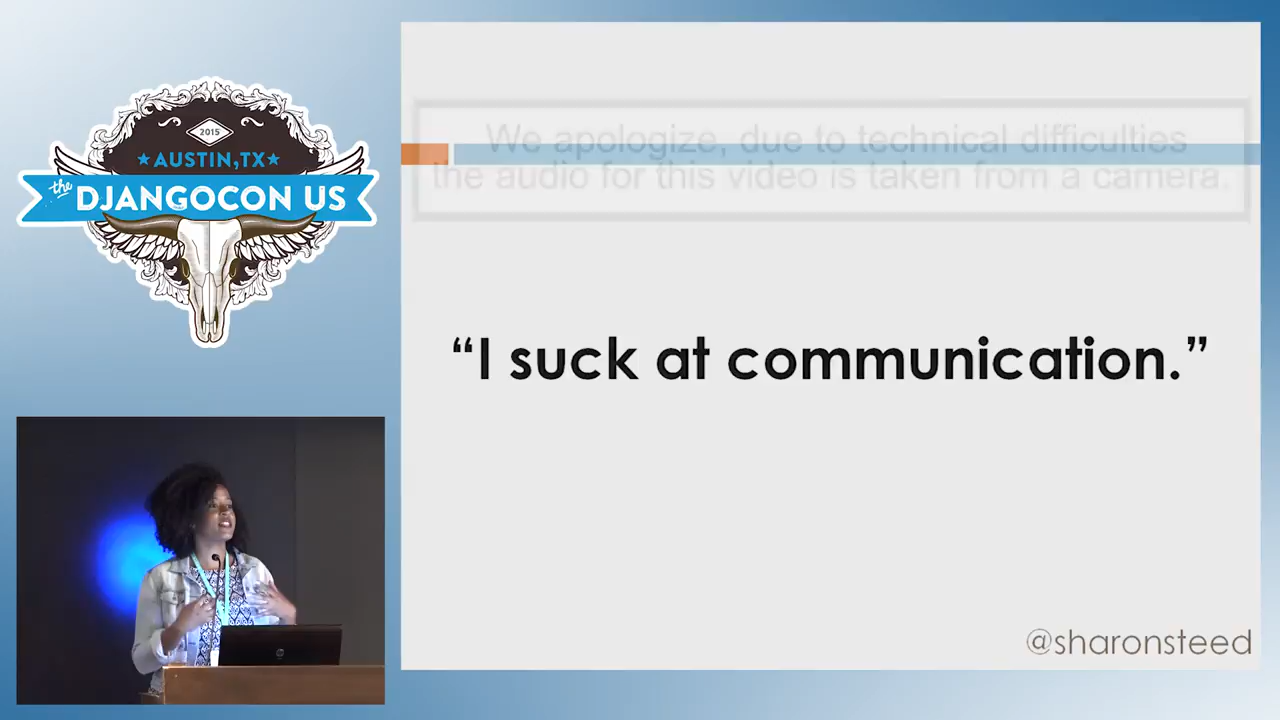 2015
★AUSTIN,TX★
the DJANGOCON US
We apologize, due to technical difficulties
the audio for this video is taken from a camera.
“I suck at communication.”
@sharonsteed